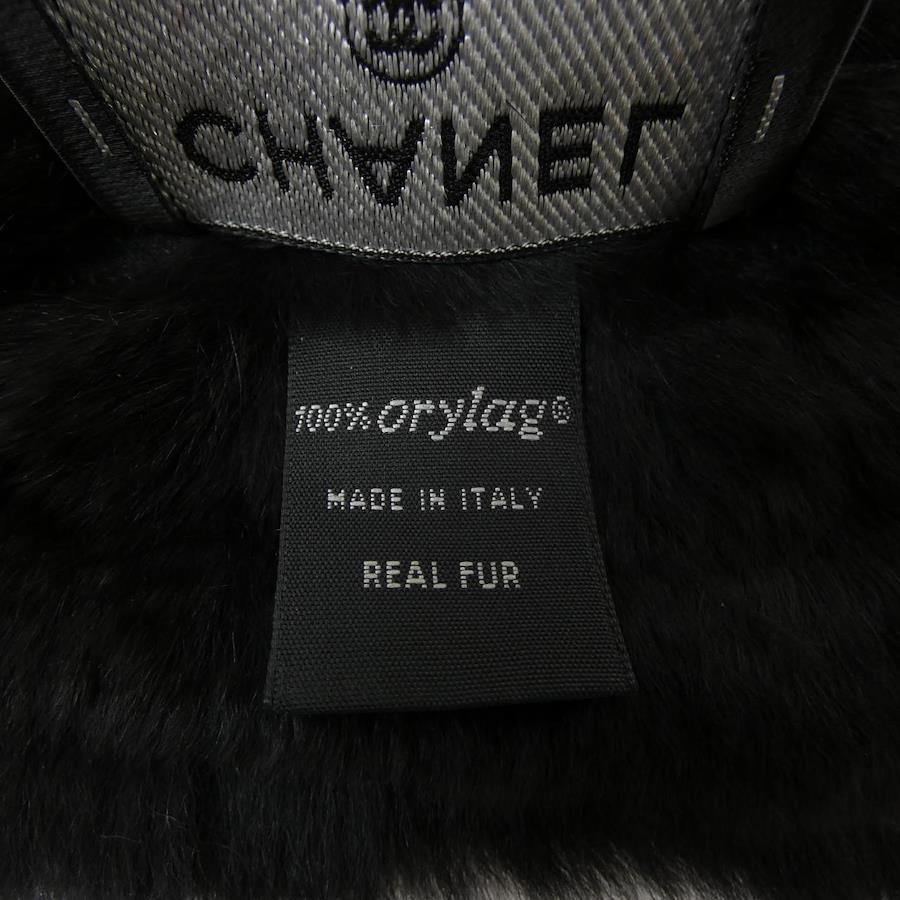 CHANEL
100% orylag®
MADE IN ITALY
REAL FUR